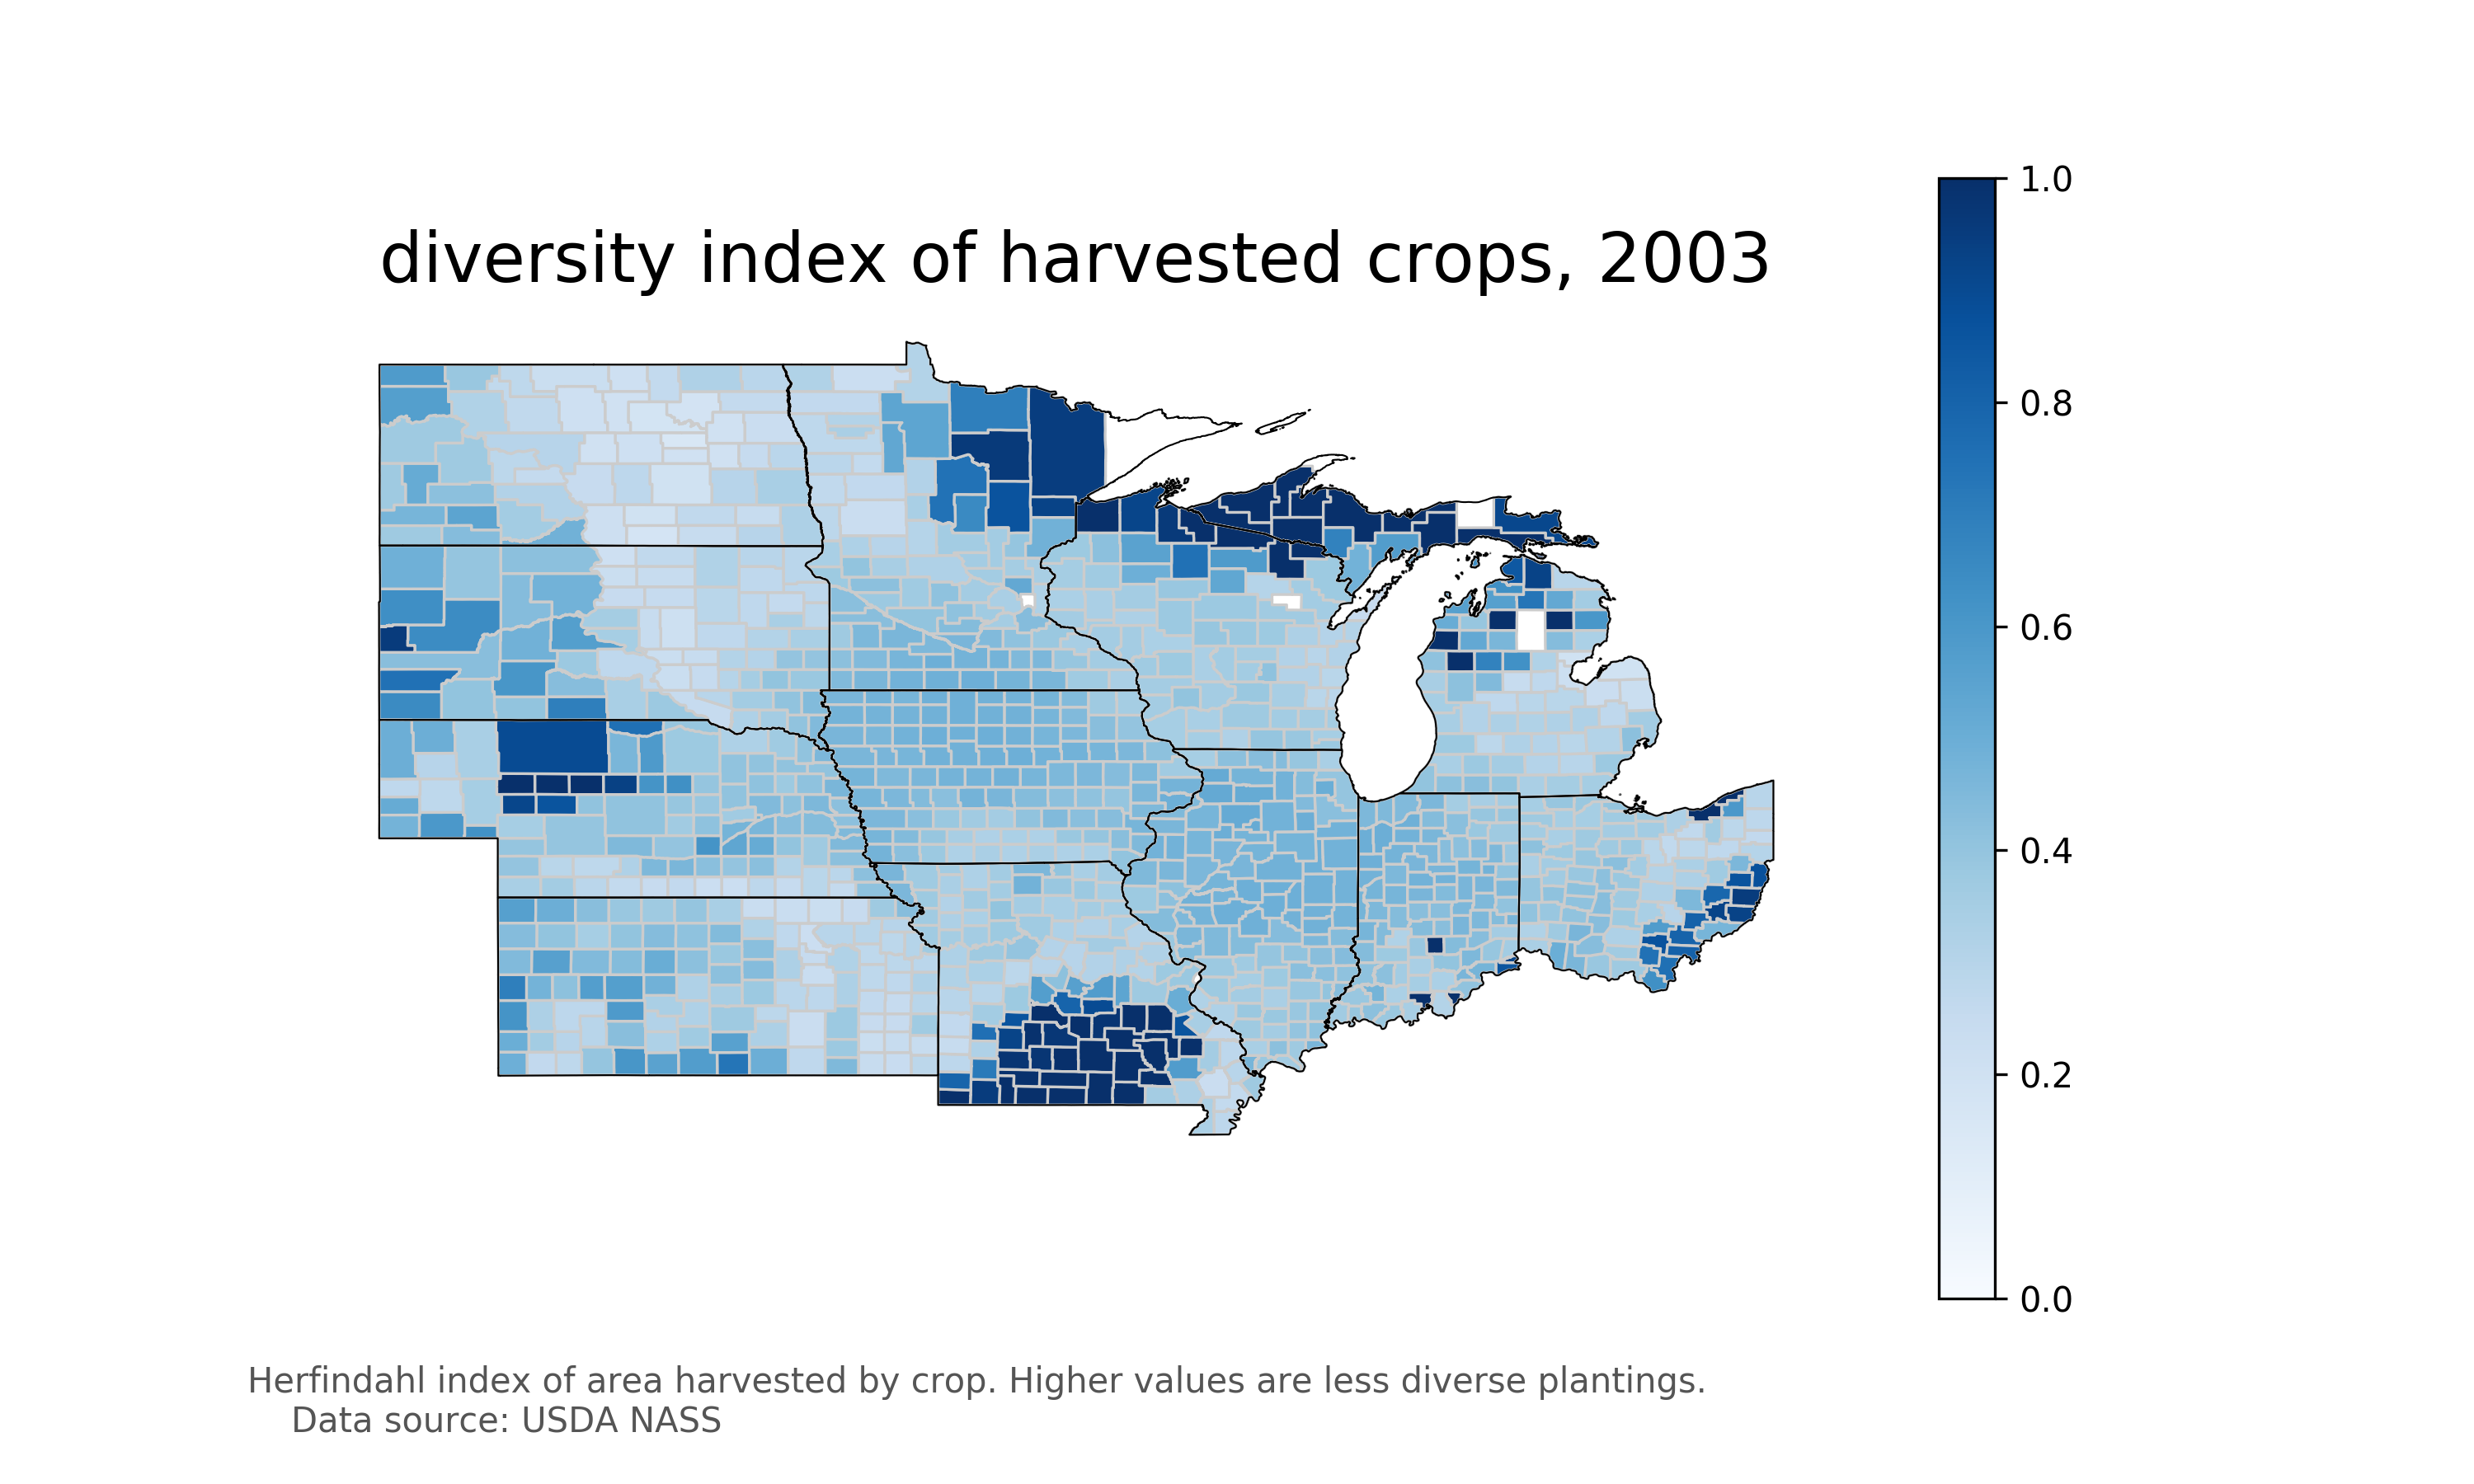 diversity index of harvested crops, 2003
1.0
0.8
0.6
0.4
0.2
0.0
Herfindahl index of area harvested by crop. Higher values are less diverse plantings.
Data source: USDA NASS